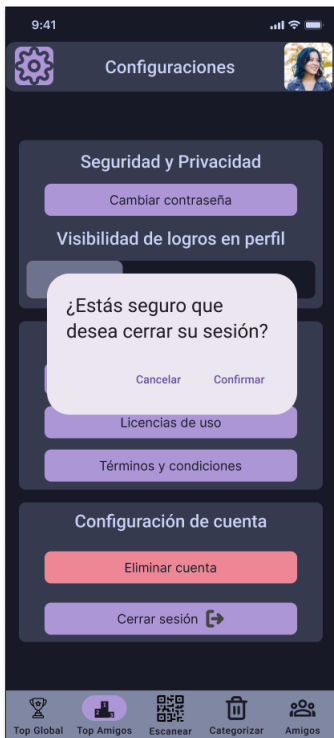 9:41
Configuraciones
Seguridad y Privacidad
Cambiar contraseña
Visibilidad de logros en perfil
¿Estás seguro que
desea cerrar su sesión?
Cancelar Confirmar
Licencias de uso
Términos y condiciones
Configuración de cuenta
Eliminar cuenta
Cerrar sesión
Top Global Top Amigos Escanear Categorizar Amigos